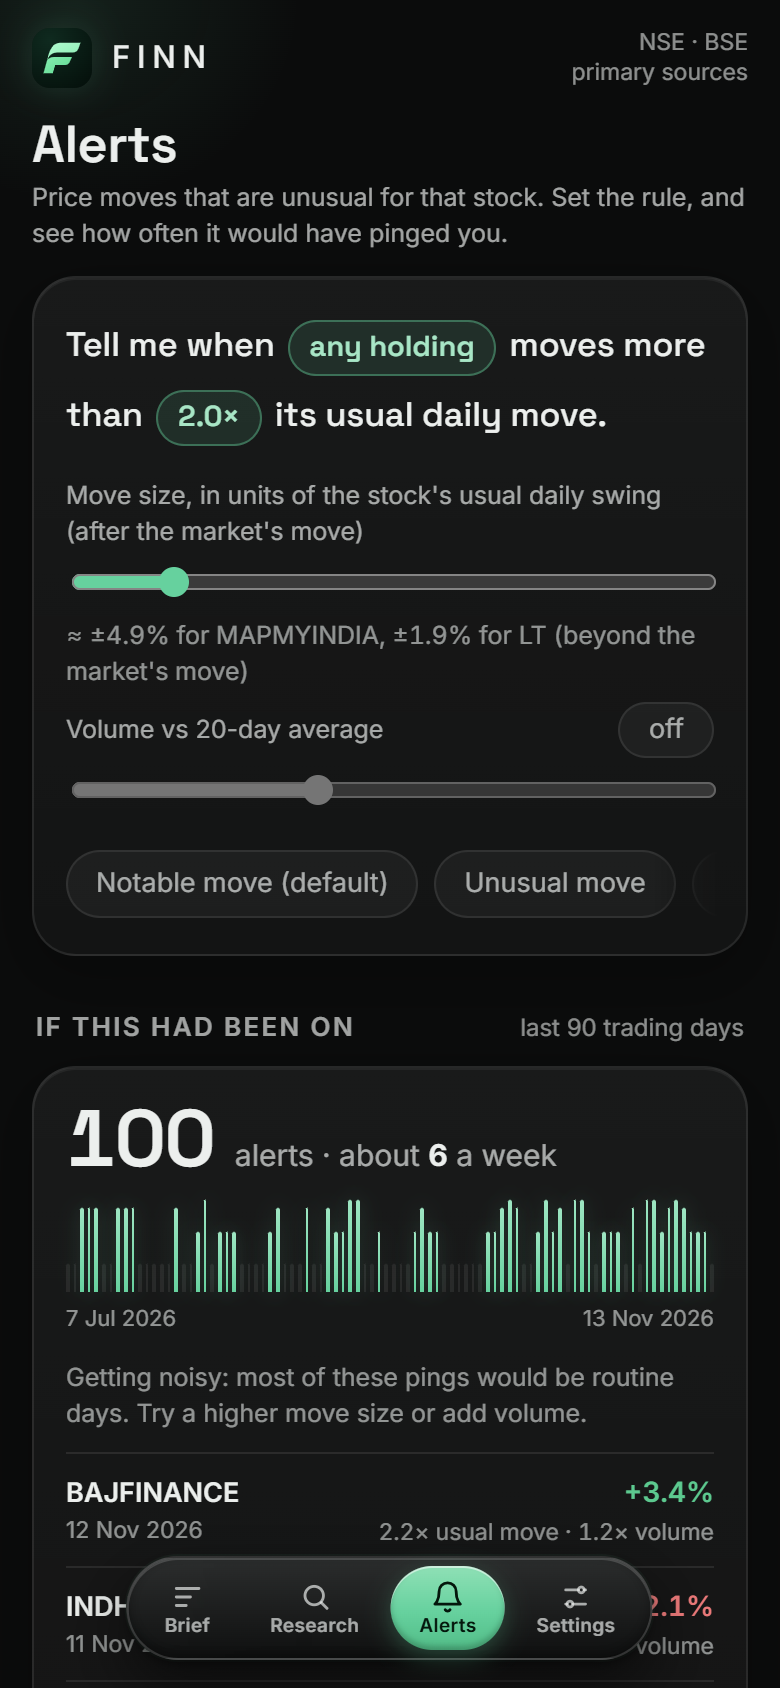 FINN
NSE · BSE
primary sources
Alerts
Price moves that are unusual for that stock. Set the rule, and
see how often it would have pinged you.
Tell me when any holding moves more
than 2.0× its usual daily move.
Move size, in units of the stock's usual daily swing
(after the market's move)
≈ ±4.9% for MAPMYINDIA, ±1.9% for LT (beyond the
market's move)
Volume vs 20-day average off
Notable move (default) Unusual move
IF THIS HAD BEEN ON last 90 trading days
100 alerts · about 6 a week
7 Jul 2026 13 Nov 2026
Getting noisy: most of these pings would be routine
days. Try a higher move size or add volume.
BAJFINANCE +3.4%
12 Nov 2026 2.2× usual move · 1.2× volume
11 Nov volume
Brief Research Alerts Settings